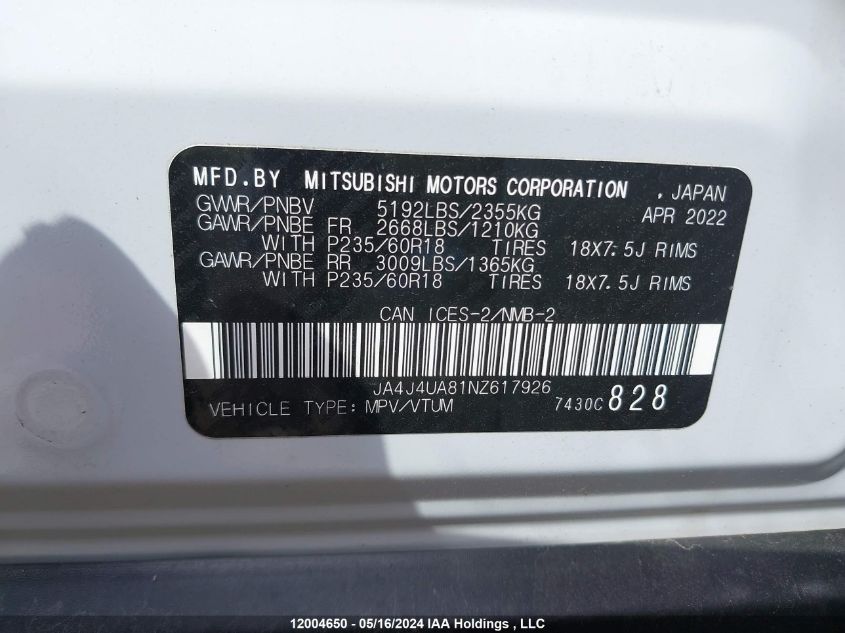 MFD.BY MITSUBISHI MOTORS CORPORATION , JAPAN
GVWR/PNBV 5192LBS/2355KG APR 2022
GAWR/PNBE FR 2668LBS/1210KG
WITH P235/60R18 TIRES 18X7.5J RIMS
GAWR/PNBE RR 3009LBS/1365KG
WITH P235/60R18 TIRES 18X7.5J RIMS
CAN ICES-2/NMB-2
JA4J4UA81NZ617926
VEHICLE TYPE: MPV/VTUM 7430C 828
12004650 - 05/16/2024 IAA Holdings , LLC